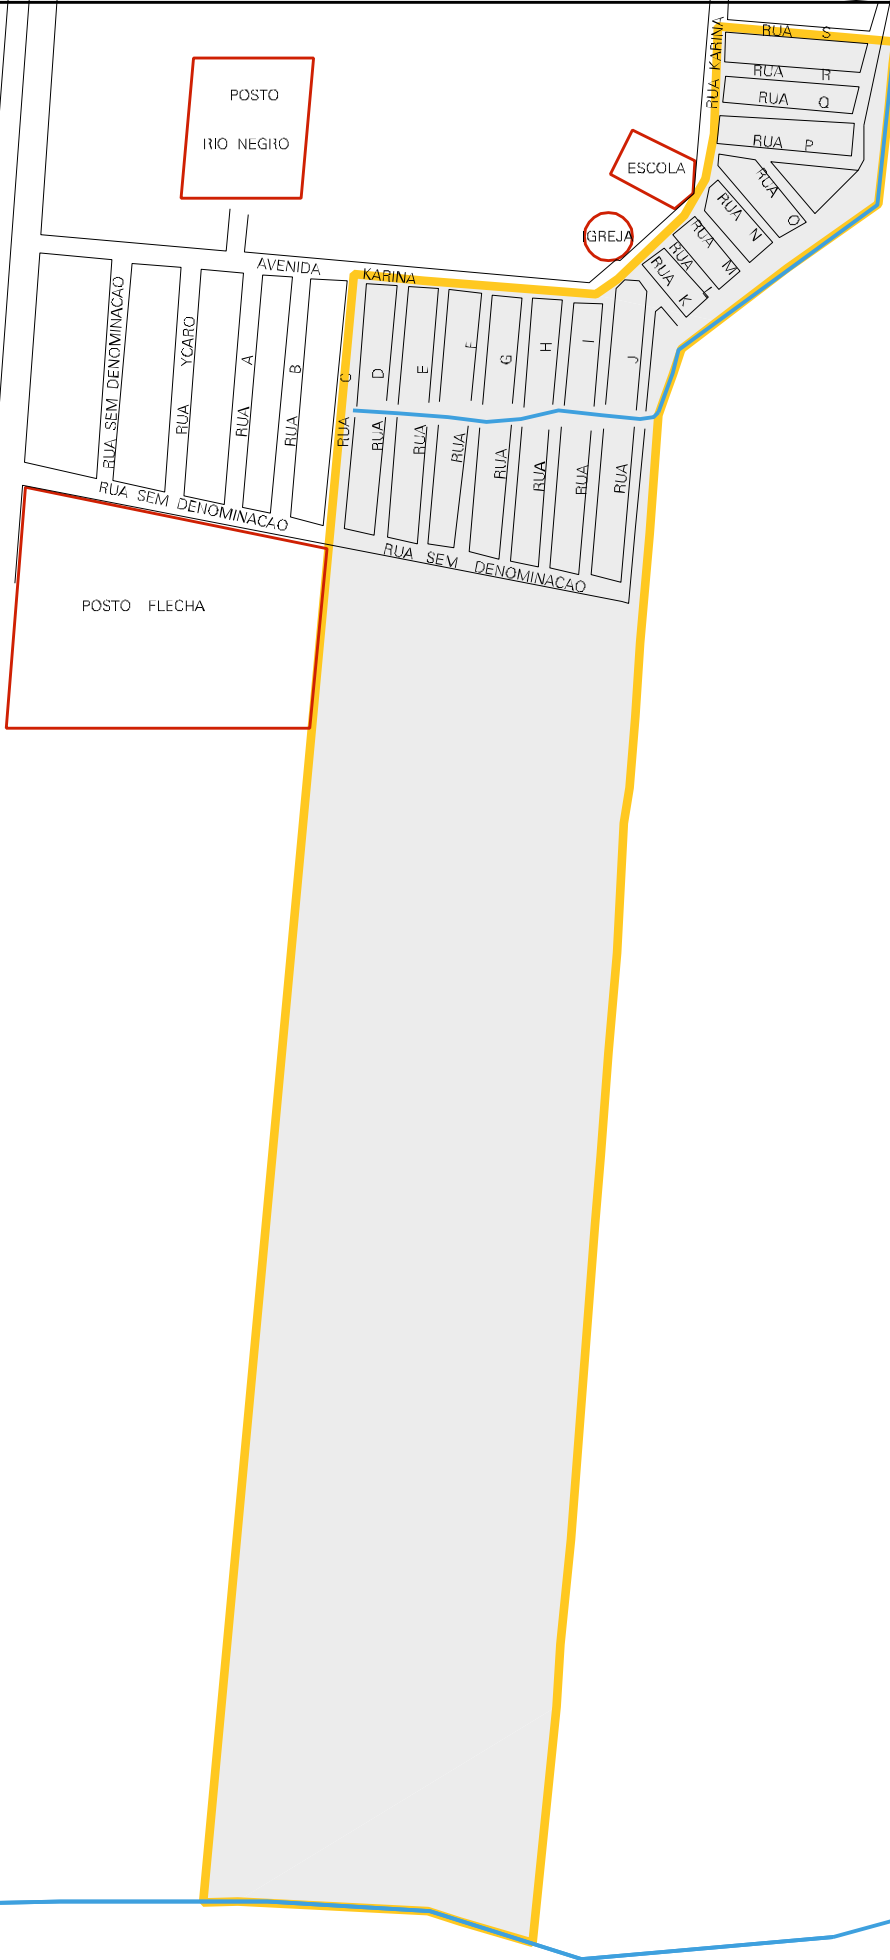 RUA S
RUA KARINA
RUA R
RUA Q
RUA P
RUA O
RUA N
RUA M
RUA L
RUA K
POSTO
RIO NEGRO
ESCOLA
IGREJA
AVENIDA KARINA
RUA SEM DENOMINACAO
RUA YCARO
RUA A
RUA B
RUA C
RUA D
RUA E
RUA F
RUA G
RUA H
RUA I
RUA J
RUA SEM DENOMINACAO
RUA SEM DENOMINACAO
POSTO FLECHA